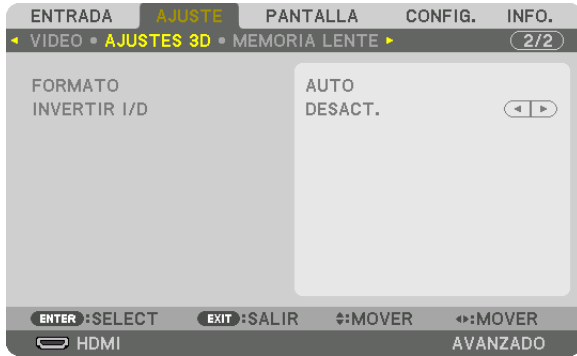 ENTRADA AJUSTE PANTALLA CONFIG. INFO.
VIDEO • AJUSTES 3D • MEMORIA LENTE 2/2
FORMATO AUTO
INVERTIR I/D DESACT.
ENTER :SELECT EXIT :SALIR :MOVER :MOVER
HDMI AVANZADO